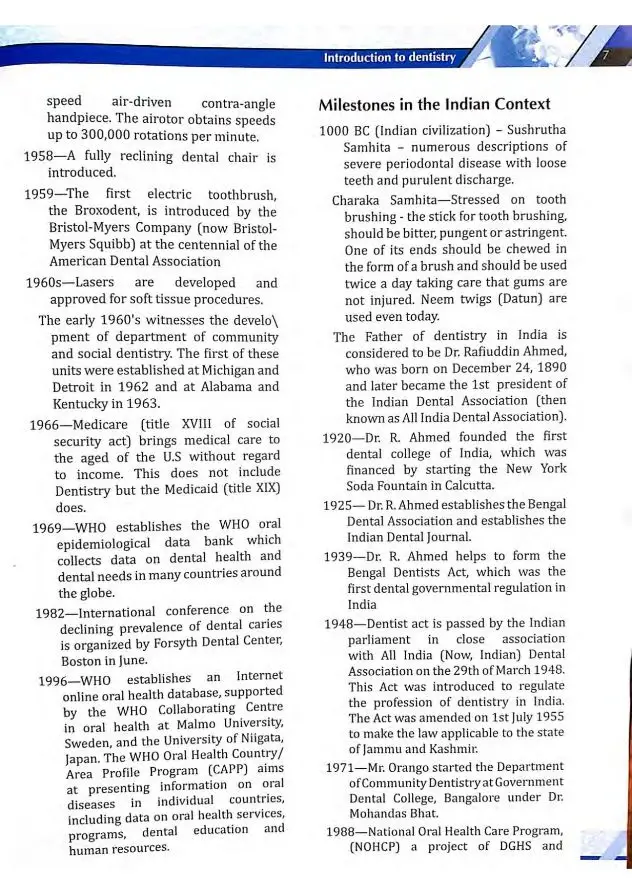 Introduction to dentistry
7
speed air-driven contra-angle
handpiece. The airotor obtains speeds
up to 300,000 rotations per minute.
1958—A fully reclining dental chair is
introduced.
1959—The first electric toothbrush,
the Broxodent, is introduced by the
Bristol-Myers Company (now Bristol-
Myers Squibb) at the centennial of the
American Dental Association
1960s—Lasers are developed and
approved for soft tissue procedures.
The early 1960's witnesses the develo\
pment of department of community
and social dentistry. The first of these
units were established at Michigan and
Detroit in 1962 and at Alabama and
Kentucky in 1963.
1966—Medicare (title XVIII of social
security act) brings medical care to
the aged of the U.S without regard
to income. This does not include
Dentistry but the Medicaid (title XIX)
does.
1969—WHO establishes the WHO oral
epidemiological data bank which
collects data on dental health and
dental needs in many countries around
the globe.
1982—International conference on the
declining prevalence of dental caries
is organized by Forsyth Dental Center,
Boston in June.
1996—WHO establishes an Internet
online oral health database, supported
by the WHO Collaborating Centre
in oral health at Malmo University,
Sweden, and the University of Niigata,
Japan. The WHO Oral Health Country/
Area Profile Program (CAPP) aims
at presenting information on oral
diseases in individual countries,
including data on oral health services,
programs, dental education and
human resources.
Milestones in the Indian Context
1000 BC (Indian civilization) – Sushrutha
Samhita – numerous descriptions of
severe periodontal disease with loose
teeth and purulent discharge.
Charaka Samhita—Stressed on tooth
brushing - the stick for tooth brushing,
should be bitter, pungent or astringent.
One of its ends should be chewed in
the form of a brush and should be used
twice a day taking care that gums are
not injured. Neem twigs (Datun) are
used even today.
The Father of dentistry in India is
considered to be Dr. Rafiuddin Ahmed,
who was born on December 24, 1890
and later became the 1st president of
the Indian Dental Association (then
known as All India Dental Association).
1920—Dr. R. Ahmed founded the first
dental college of India, which was
financed by starting the New York
Soda Fountain in Calcutta.
1925— Dr. R. Ahmed establishes the Bengal
Dental Association and establishes the
Indian Dental Journal.
1939—Dr. R. Ahmed helps to form the
Bengal Dentists Act, which was the
first dental governmental regulation in
India
1948—Dentist act is passed by the Indian
parliament in close association
with All India (Now, Indian) Dental
Association on the 29th of March 1948.
This Act was introduced to regulate
the profession of dentistry in India.
The Act was amended on 1st July 1955
to make the law applicable to the state
of Jammu and Kashmir.
1971—Mr. Orango started the Department
of Community Dentistry at Government
Dental College, Bangalore under Dr.
Mohandas Bhat.
1988—National Oral Health Care Program,
(NOHCP) a project of DGHS and